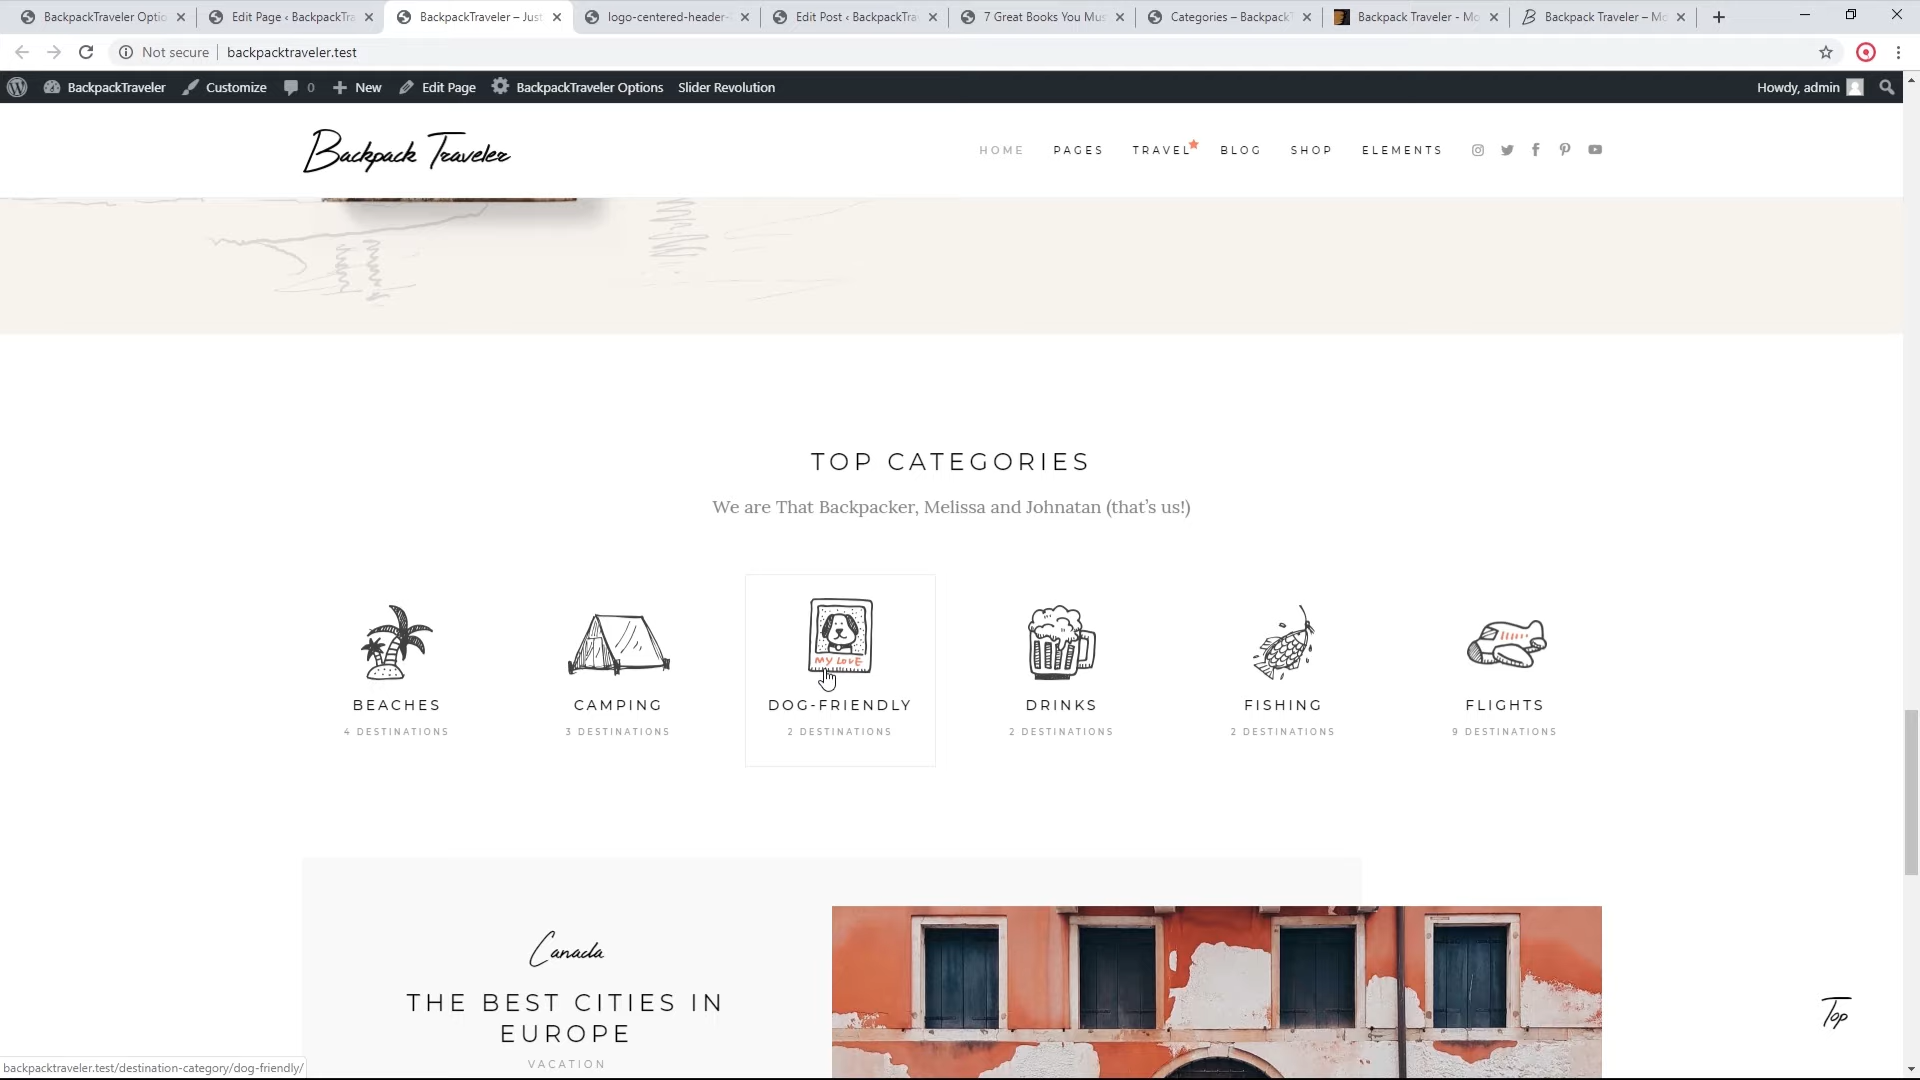 BackpackTraveler Optio
Edit Page ‹ BackpackTra
BackpackTraveler – Just
logo-centered-header-
Edit Post ‹ BackpackTra
7 Great Books You Mus
Categories – BackpackT
Backpack Traveler - Mo
Backpack Traveler – Mo
Not secure
backpacktraveler.test
BackpackTraveler
Customize
0
New
Edit Page
BackpackTraveler Options
Slider Revolution
Howdy, admin
Backpack Traveler
HOME
PAGES
TRAVEL
BLOG
SHOP
ELEMENTS
TOP CATEGORIES
We are That Backpacker, Melissa and Johnatan (that's us!)
MY LOVE
BEACHES
CAMPING
DOG-FRIENDLY
DRINKS
FISHING
FLIGHTS
4 DESTINATIONS
3 DESTINATIONS
2 DESTINATIONS
2 DESTINATIONS
2 DESTINATIONS
9 DESTINATIONS
Canada
THE BEST CITIES IN
EUROPE
VACATION
Top
backpacktraveler.test/destination-category/dog-friendly/